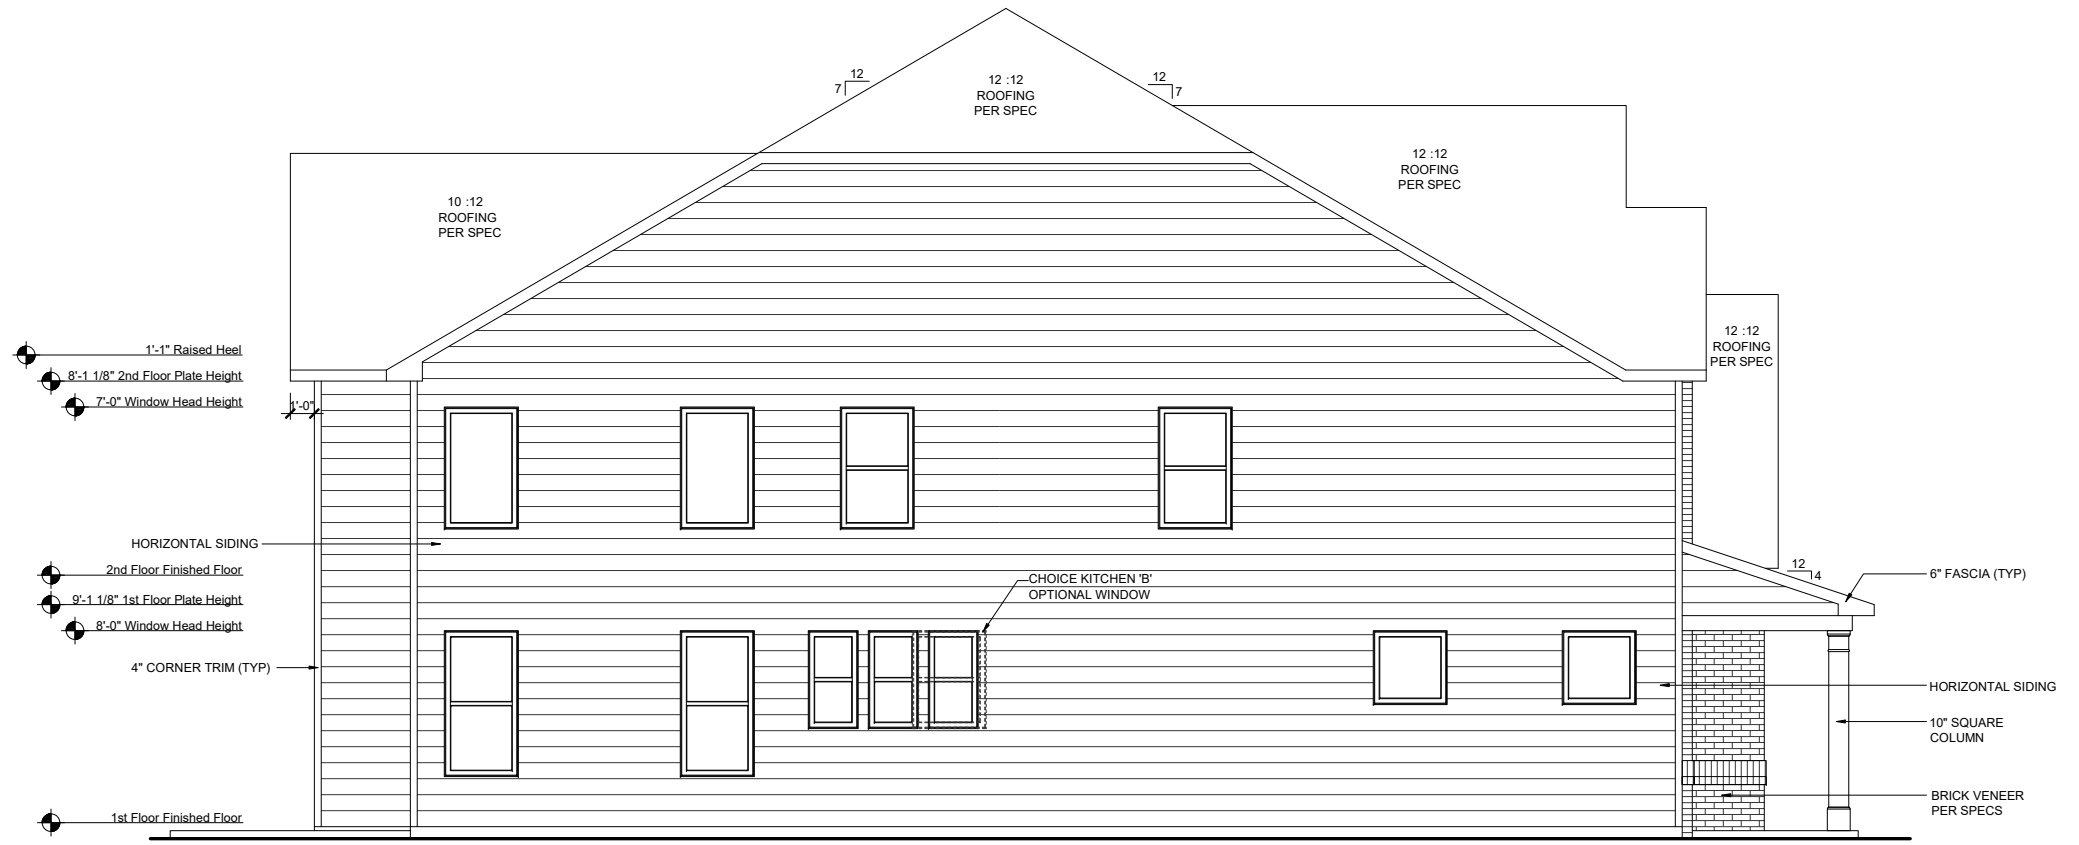 12
7
12 :12
ROOFING
PER SPEC
12
7
12 :12
ROOFING
PER SPEC
10 :12
ROOFING
PER SPEC
12 :12
ROOFING
PER SPEC
1'-1" Raised Heel
8'-1 1/8" 2nd Floor Plate Height
7'-0" Window Head Height
1'-0"
HORIZONTAL SIDING
2nd Floor Finished Floor
9'-1 1/8" 1st Floor Plate Height
8'-0" Window Head Height
CHOICE KITCHEN 'B'
OPTIONAL WINDOW
12
4
6" FASCIA (TYP)
4" CORNER TRIM (TYP)
HORIZONTAL SIDING
10" SQUARE
COLUMN
BRICK VENEER
PER SPECS
1st Floor Finished Floor